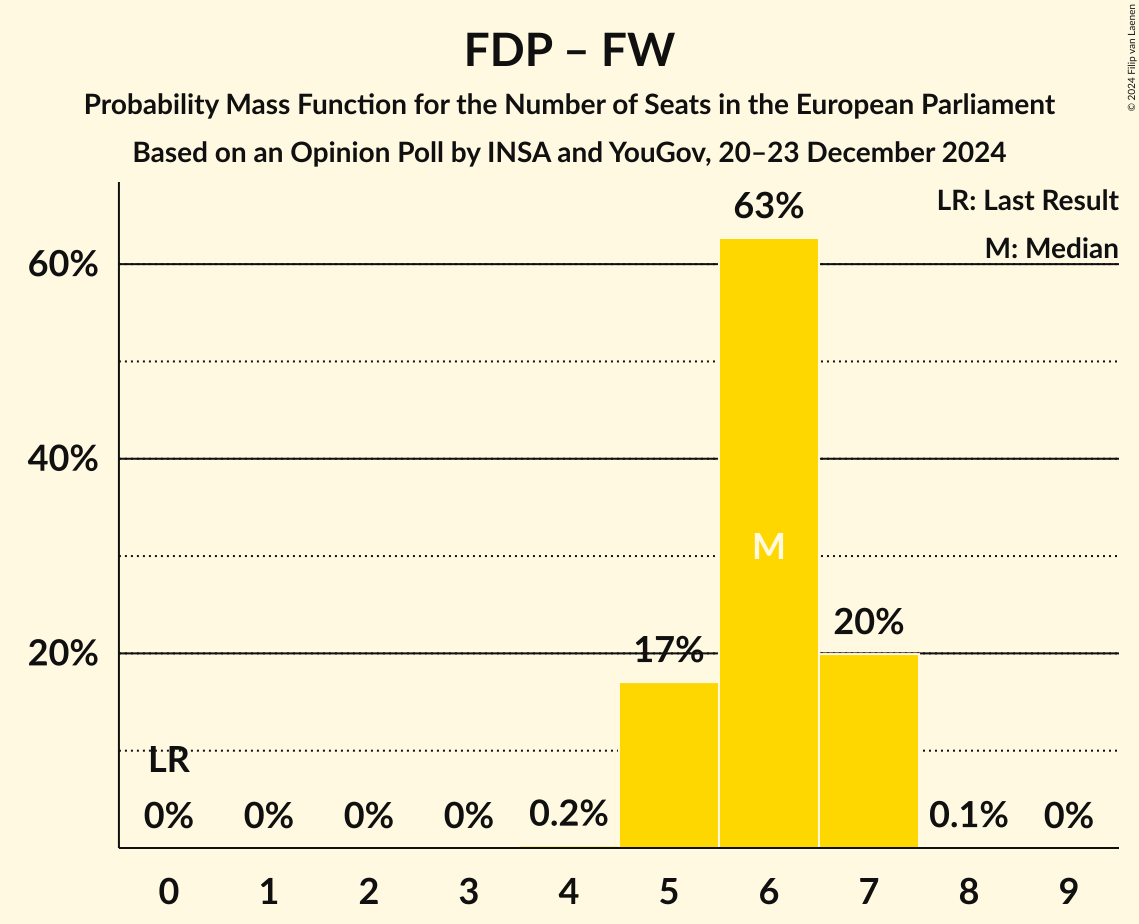 FDP – FW
Probability Mass Function for the Number of Seats in the European Parliament
Based on an Opinion Poll by INSA and YouGov, 20–23 December 2024
© 2024 Filip van Laenen
LR: Last Result
M: Median
63%
60%
40%
M
20%
17%
20%
LR
0% 0% 0% 0% 0.2% 0.1% 0%
0 1 2 3 4 5 6 7 8 9